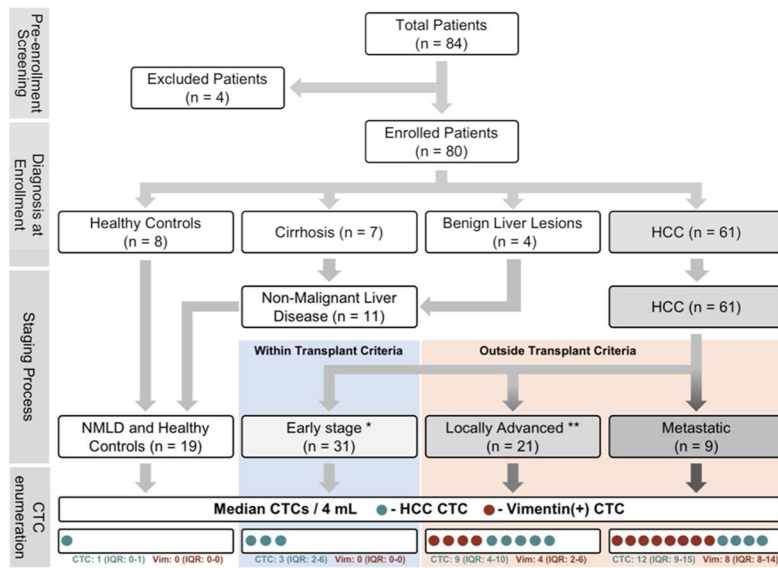 Pre-enrollment
Screening
Total Patients
(n = 84)
Excluded Patients
(n = 4)
Enrolled Patients
(n = 80)
Diagnosis at
Enrollment
Healthy Controls
(n = 8)
Cirrhosis (n = 7)
Benign Liver Lesions
(n = 4)
HCC (n = 61)
Staging Process
Non-Malignant Liver
Disease (n = 11)
HCC (n = 61)
Within Transplant Criteria
Outside Transplant Criteria
NMLD and Healthy
Controls (n = 19)
Early stage *
(n = 31)
Locally Advanced **
(n = 21)
Metastatic
(n = 9)
CTC
enumeration
Median CTCs / 4 mL - HCC CTC - Vimentin(+) CTC
CTC: 1 (IQR: 0-1) Vim: 0 (IQR: 0-0)
CTC: 3 (IQR: 2-6) Vim: 0 (IQR: 0-0)
CTC: 9 (IQR: 4-10) Vim: 4 (IQR: 2-6)
CTC: 12 (IQR: 9-15) Vim: 8 (IQR: 8-14)